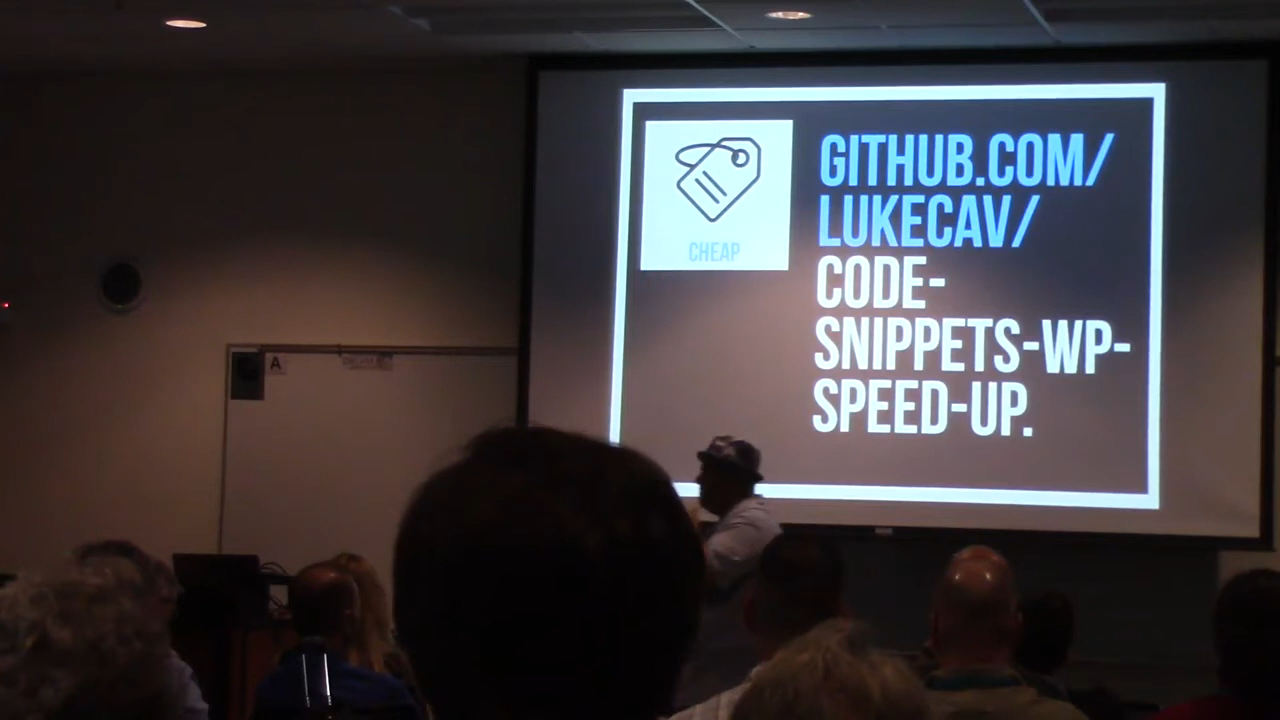 GITHUB.COM/
LUKECAV/
CODE-
SNIPPETS-WP-
SPEED-UP.
CHEAP
A